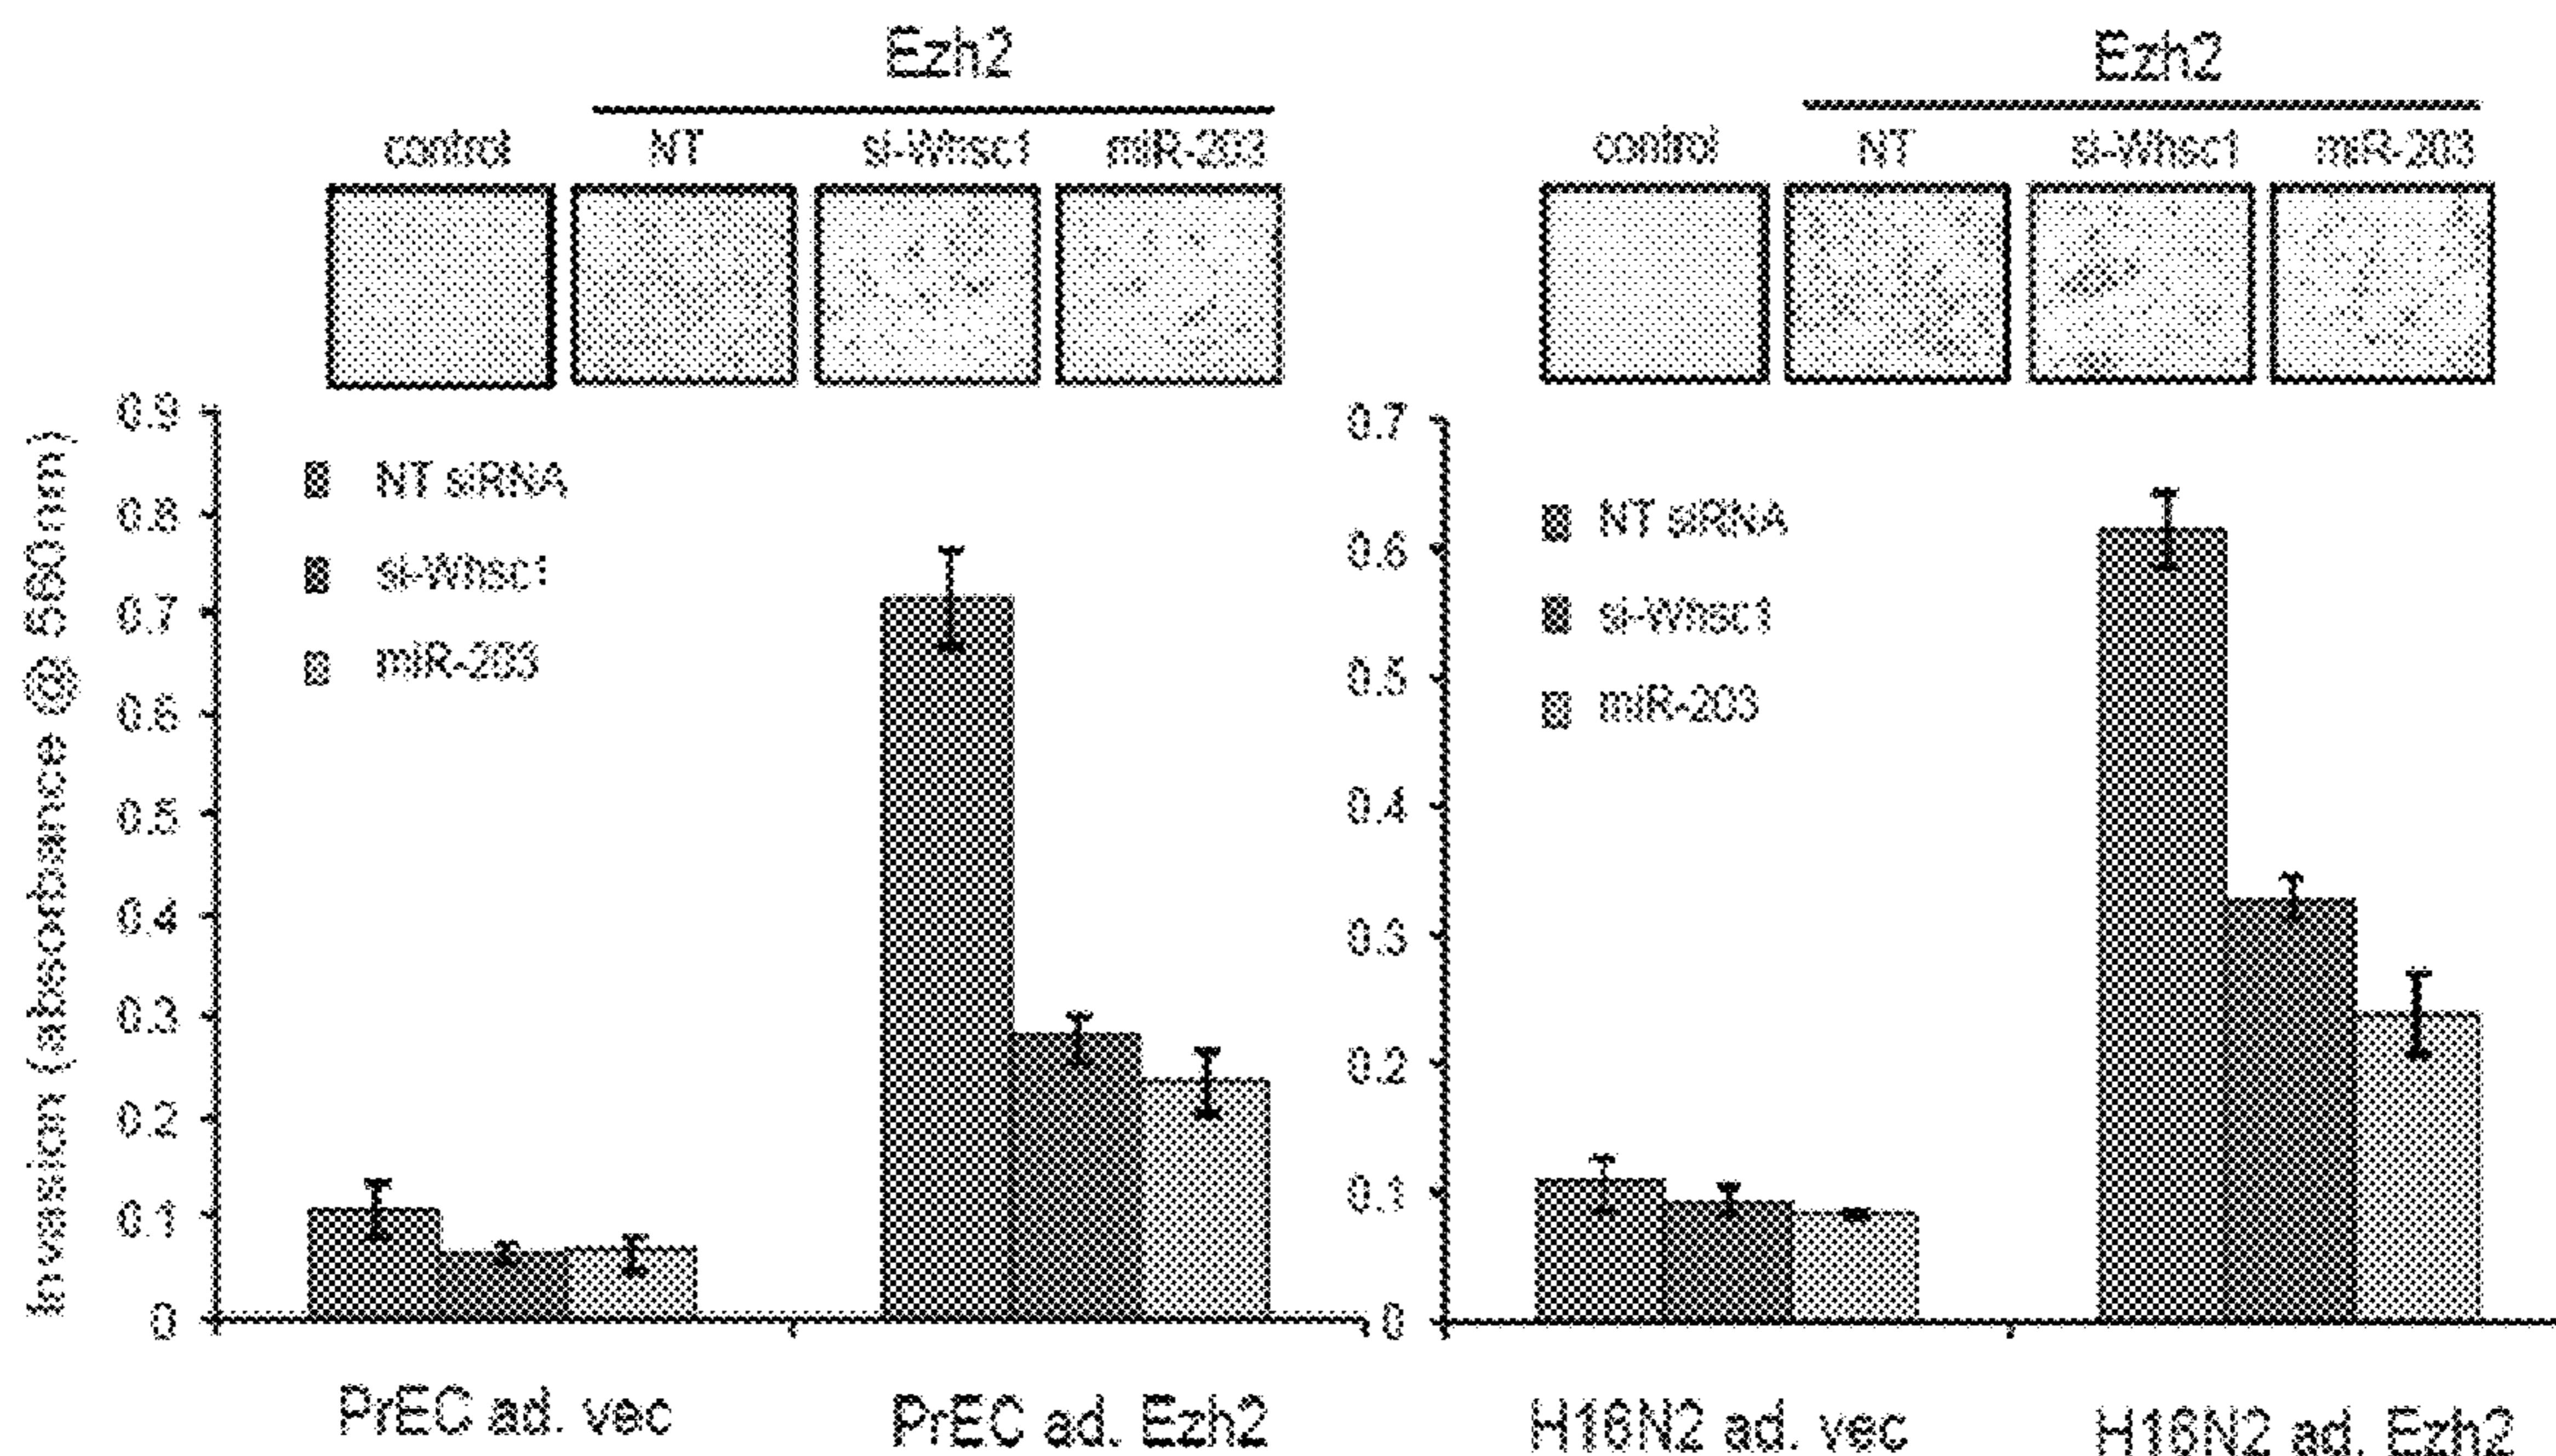 Ezh2
control NT si-Whsc1 miR-203
Invasion (absorbance @ 560nm)
0.9
0.8
0.7
0.6
0.5
0.4
0.3
0.2
0.1
0
NT siRNA
si-Whsc1
miR-203
PrEC ad. vec PrEC ad. Ezh2
Ezh2
control NT si-Whsc1 miR-203
0.7
0.6
0.5
0.4
0.3
0.2
0.1
0
NT siRNA
si-Whsc1
miR-203
H16N2 ad. vec H16N2 ad. Ezh2